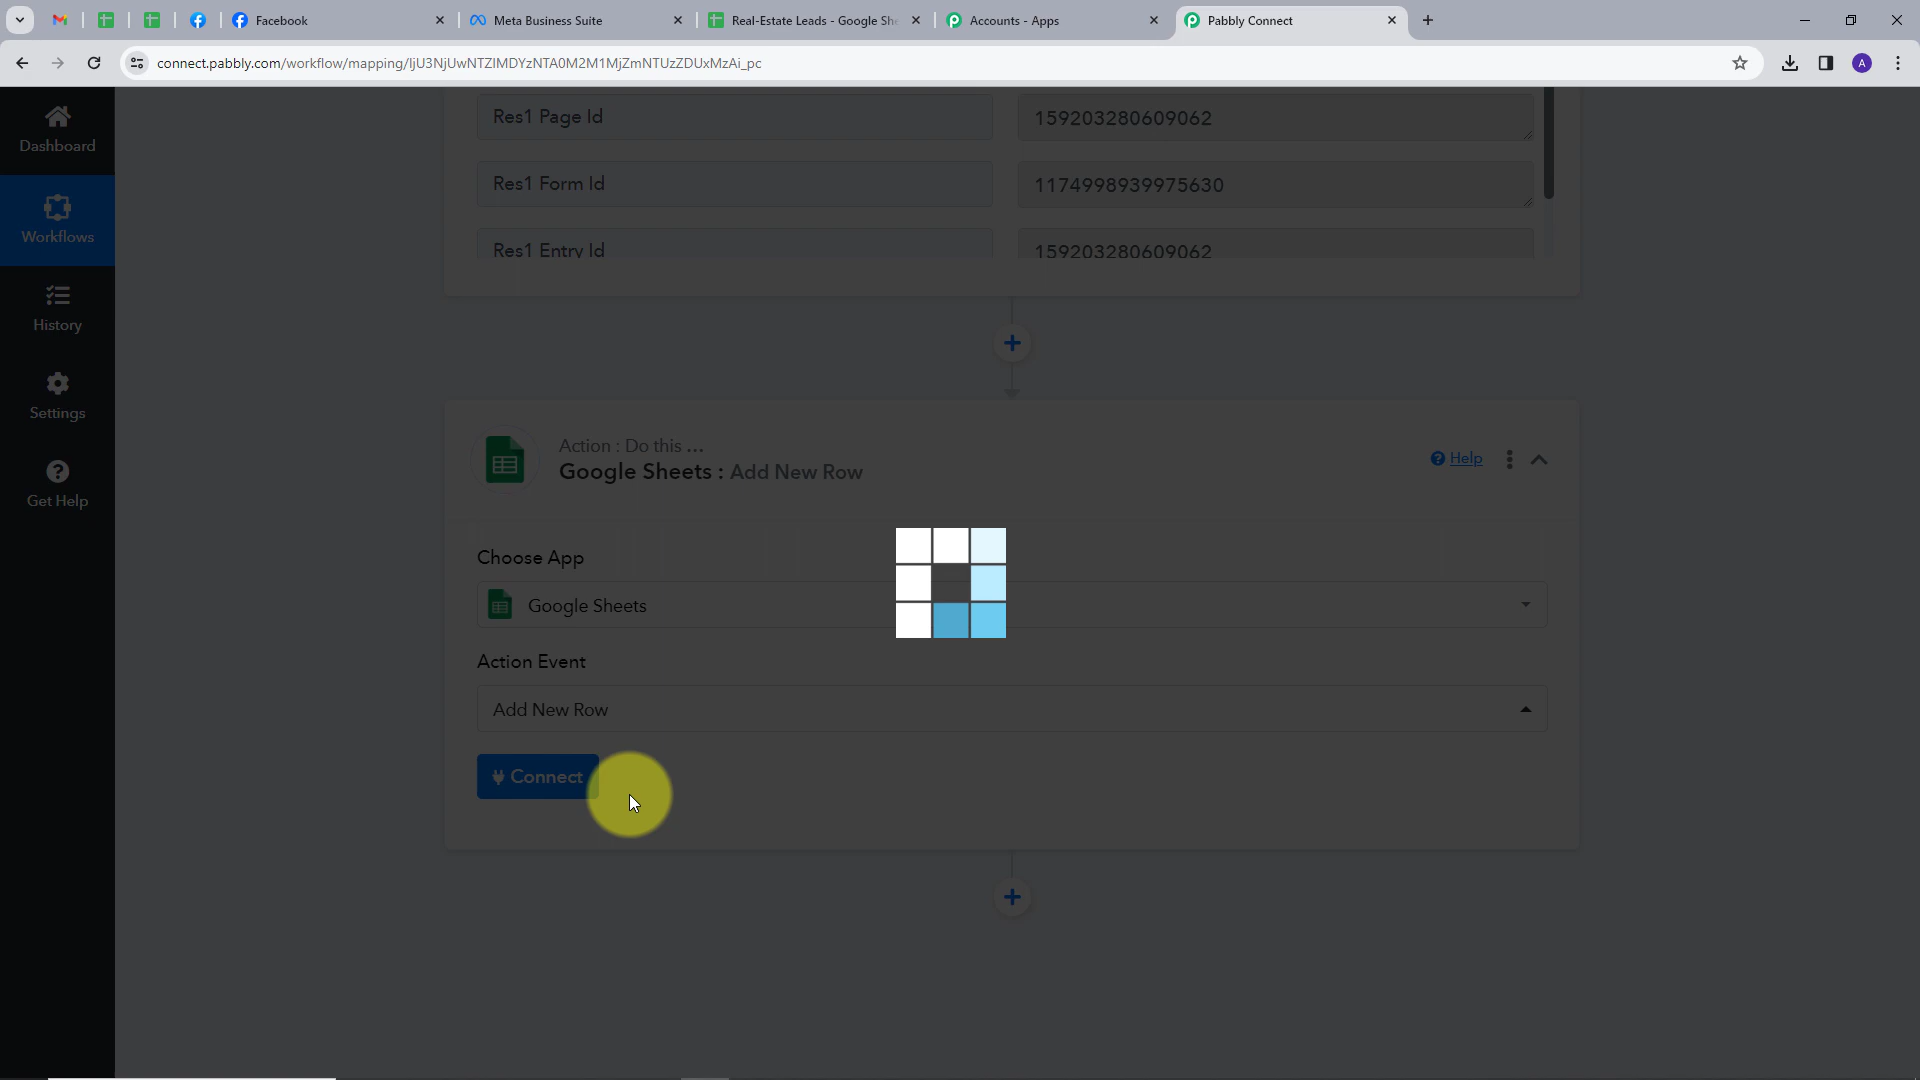 Facebook
Meta Business Suite
Real-Estate Leads - Google She
Accounts - Apps
Pabbly Connect
connect.pabbly.com/workflow/mapping/IjU3NjUwNTZlMDYzNTA0M2M1MjZmNTUzZDUxMzAi_pc
A
Dashboard
Workflows
History
Settings
Get Help
Res1 Page Id
159203280609062
Res1 Form Id
1174998939975630
Res1 Entry Id
159203280609062
Action : Do this ...
Google Sheets : Add New Row
Help
Choose App
Google Sheets
Action Event
Add New Row
Connect